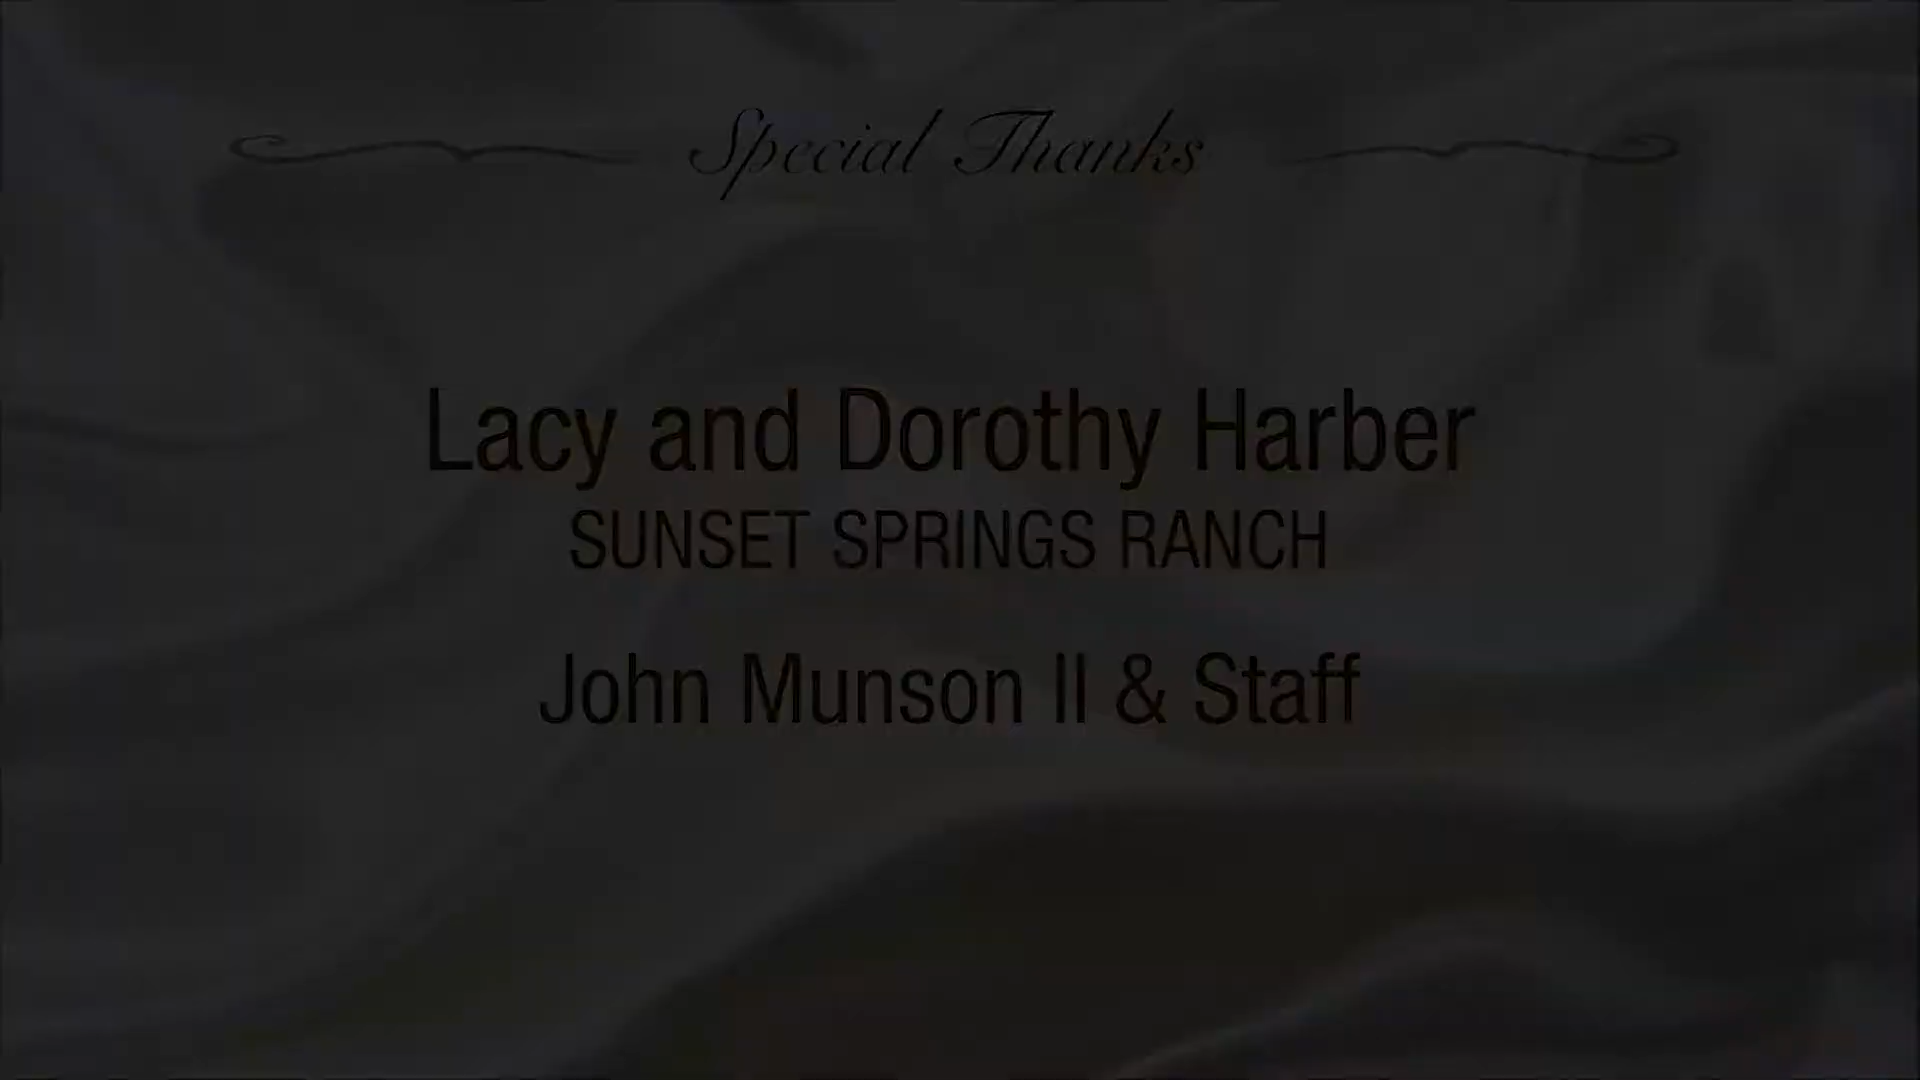 Special Thanks
Lacy and Dorothy Harber
SUNSET SPRINGS RANCH
John Munson II & Staff